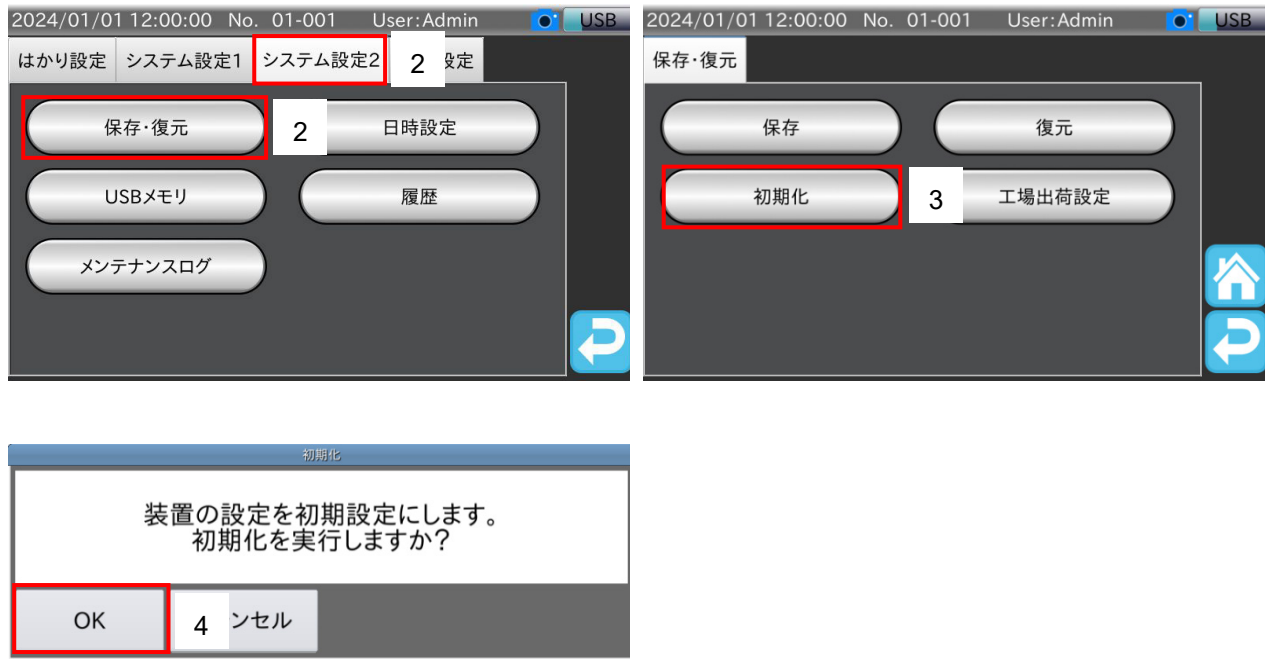 2024/01/01 12:00:00 No. 01-001 User:Admin USB
はかり設定 システム設定1 システム設定2 2 設定
保存・復元 2 日時設定
USBメモリ 履歴
メンテナンスログ
2024/01/01 12:00:00 No. 01-001 User:Admin USB
保存・復元
保存 復元
初期化 3 工場出荷設定
初期化
装置の設定を初期設定にします。
初期化を実行しますか?
OK 4 ンセル